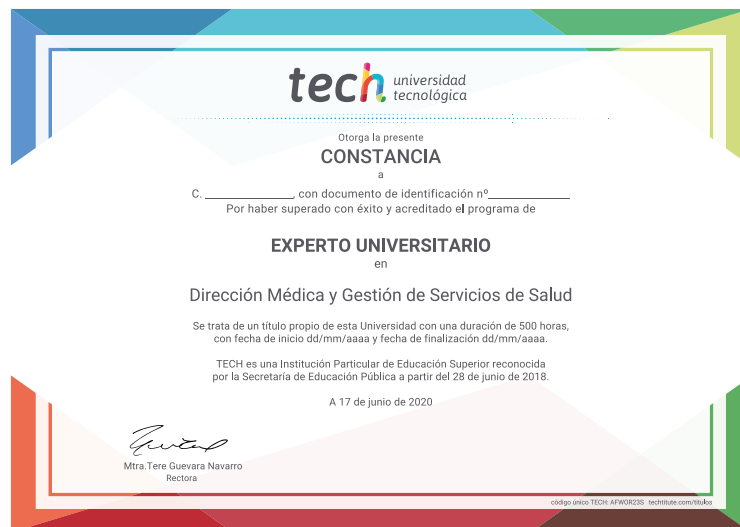 tech universidad
tecnológica
Otorga la presente
CONSTANCIA
a
C. ________________, con documento de identificación nº______________
Por haber superado con éxito y acreditado el programa de
EXPERTO UNIVERSITARIO
en
Dirección Médica y Gestión de Servicios de Salud
Se trata de un título propio de esta Universidad con una duración de 500 horas,
con fecha de inicio dd/mm/aaaa y fecha de finalización dd/mm/aaaa.
TECH es una Institución Particular de Educación Superior reconocida
por la Secretaría de Educación Pública a partir del 28 de junio de 2018.
A 17 de junio de 2020
Mtra.Tere Guevara Navarro
Rectora
código único TECH: AFWOR23S techtitute.com/titulos